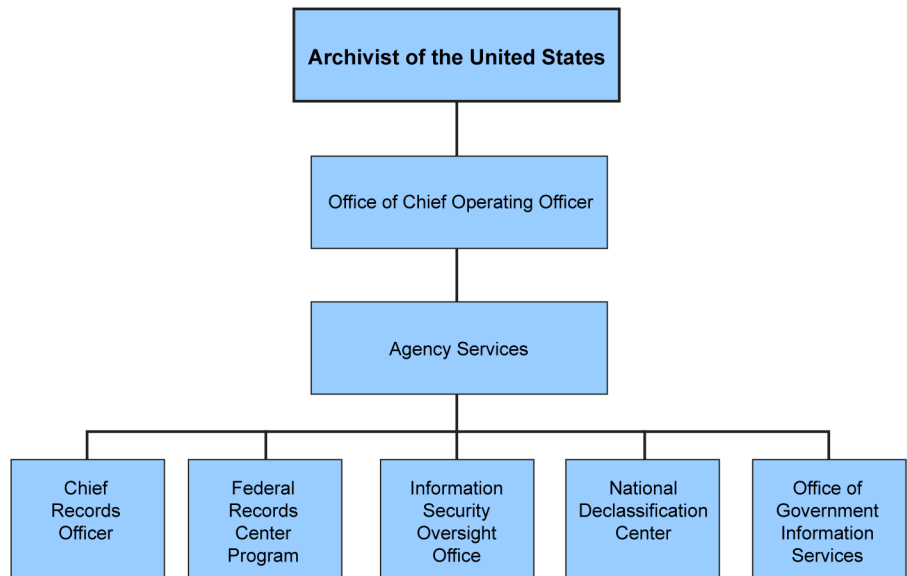 Archivist of the United States
Office of Chief Operating Officer
Agency Services
Chief
Records
Officer
Federal
Records
Center
Program
Information
Security
Oversight
Office
National
Declassification
Center
Office of
Government
Information
Services